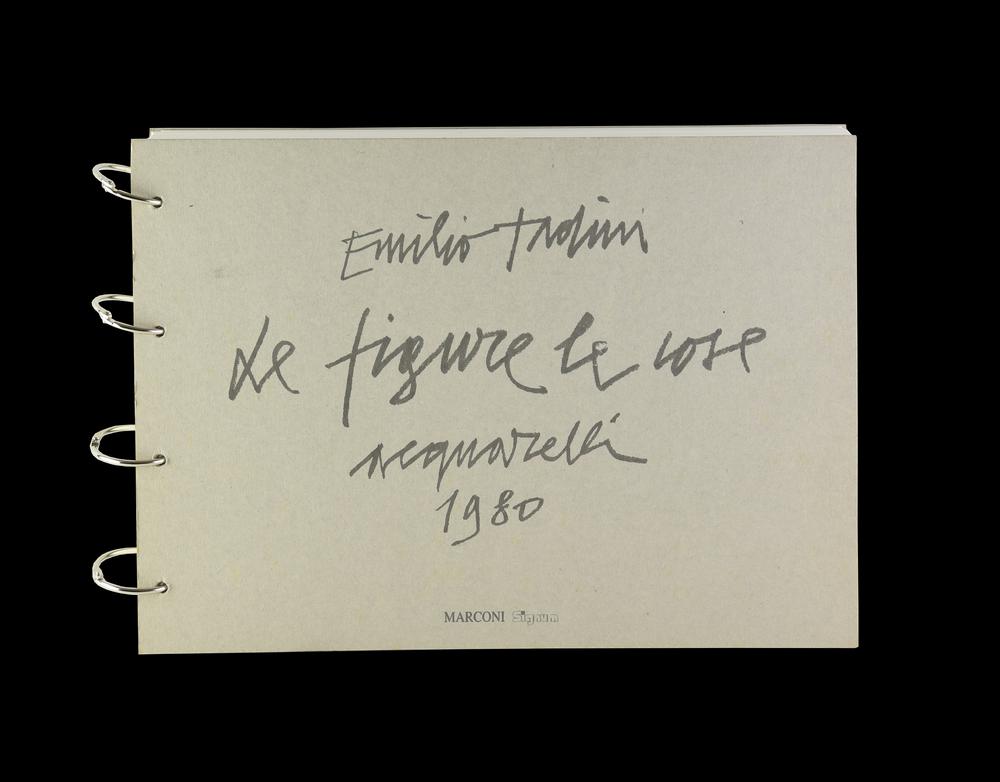 Emilio Tadini
Le figure le cose
acquarelli
1980
MARCONI Signum